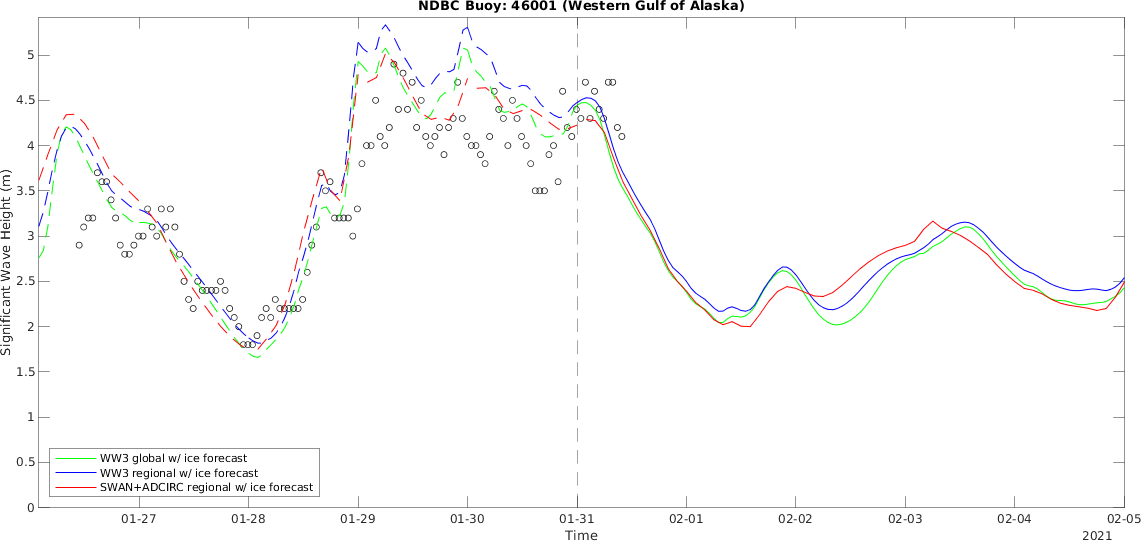 NDBC Buoy: 46001 (Western Gulf of Alaska)
Significant Wave Height (m)
5
4.5
4
3.5
3
2.5
2
1.5
1
0.5
0
WW3 global w/ ice forecast
WW3 regional w/ ice forecast
SWAN+ADCIRC regional w/ ice forecast
01-27 01-28 01-29 01-30 01-31 02-01 02-02 02-03 02-04 02-05
Time
2021